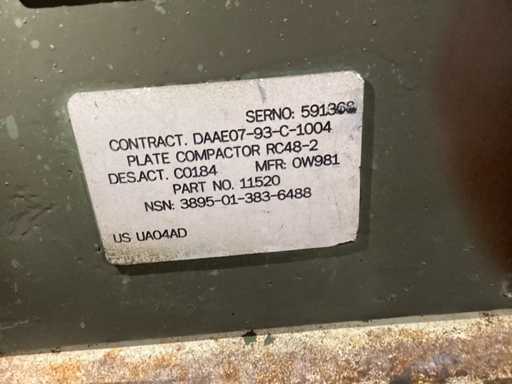 SERNO:
CONTRACT. DAAE07-93-C-1004
PLATE COMPACTOR RC48-2
DES.ACT. C0184 MFR: 0W981
PART NO. 11520
NSN: 3895-01-383-6488
US UA04AD